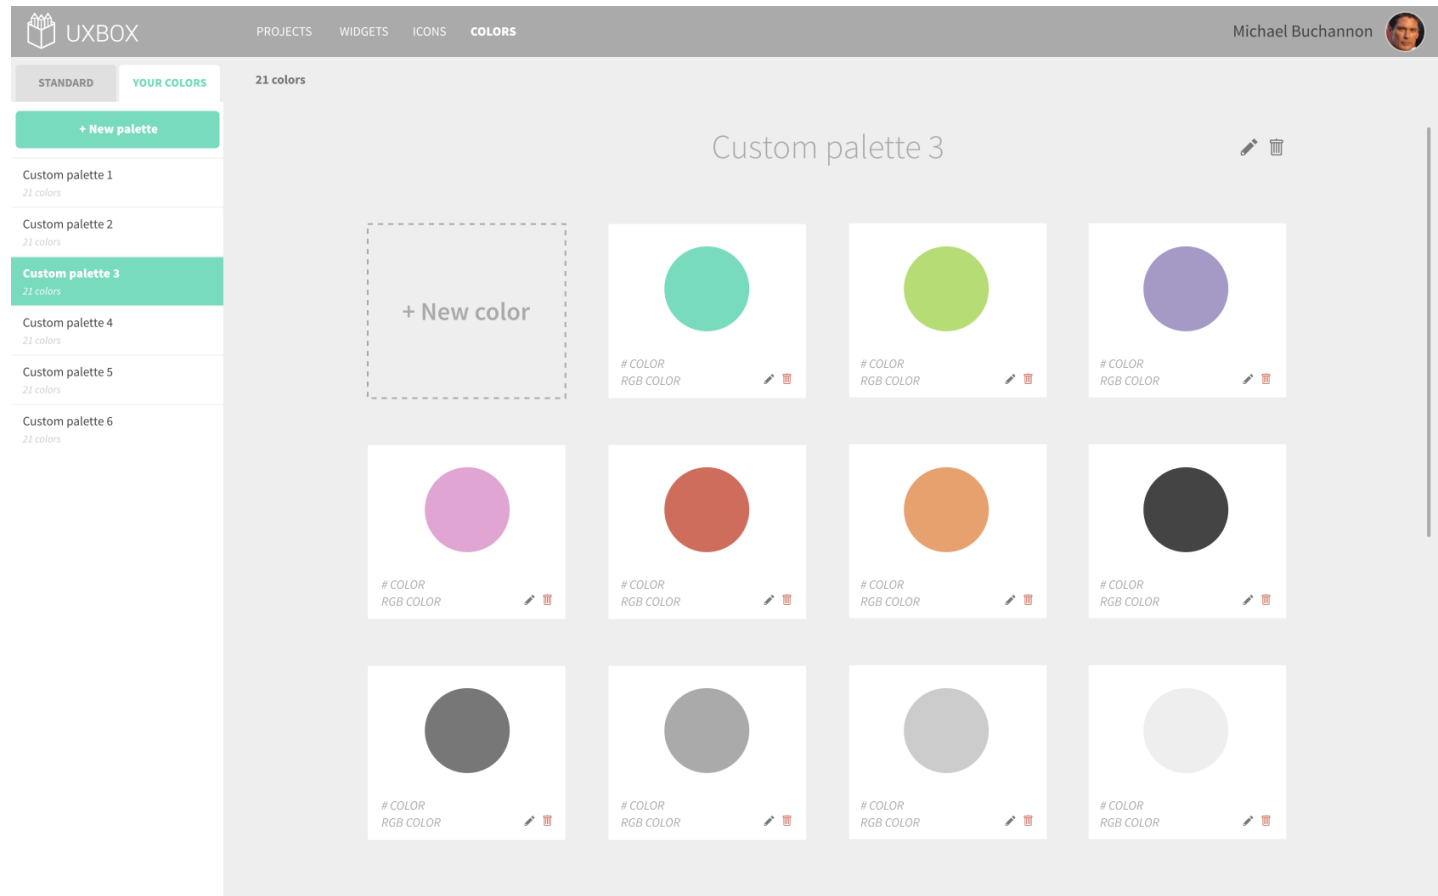 UXBOX
PROJECTS WIDGETS ICONS COLORS
Michael Buchannon
STANDARD YOUR COLORS
+ New palette
Custom palette 1
21 colors
Custom palette 2
21 colors
Custom palette 3
21 colors
Custom palette 4
21 colors
Custom palette 5
21 colors
Custom palette 6
21 colors
21 colors
Custom palette 3
+ New color
# COLOR
RGB COLOR
# COLOR
RGB COLOR
# COLOR
RGB COLOR
# COLOR
RGB COLOR
# COLOR
RGB COLOR
# COLOR
RGB COLOR
# COLOR
RGB COLOR
# COLOR
RGB COLOR
# COLOR
RGB COLOR
# COLOR
RGB COLOR
# COLOR
RGB COLOR